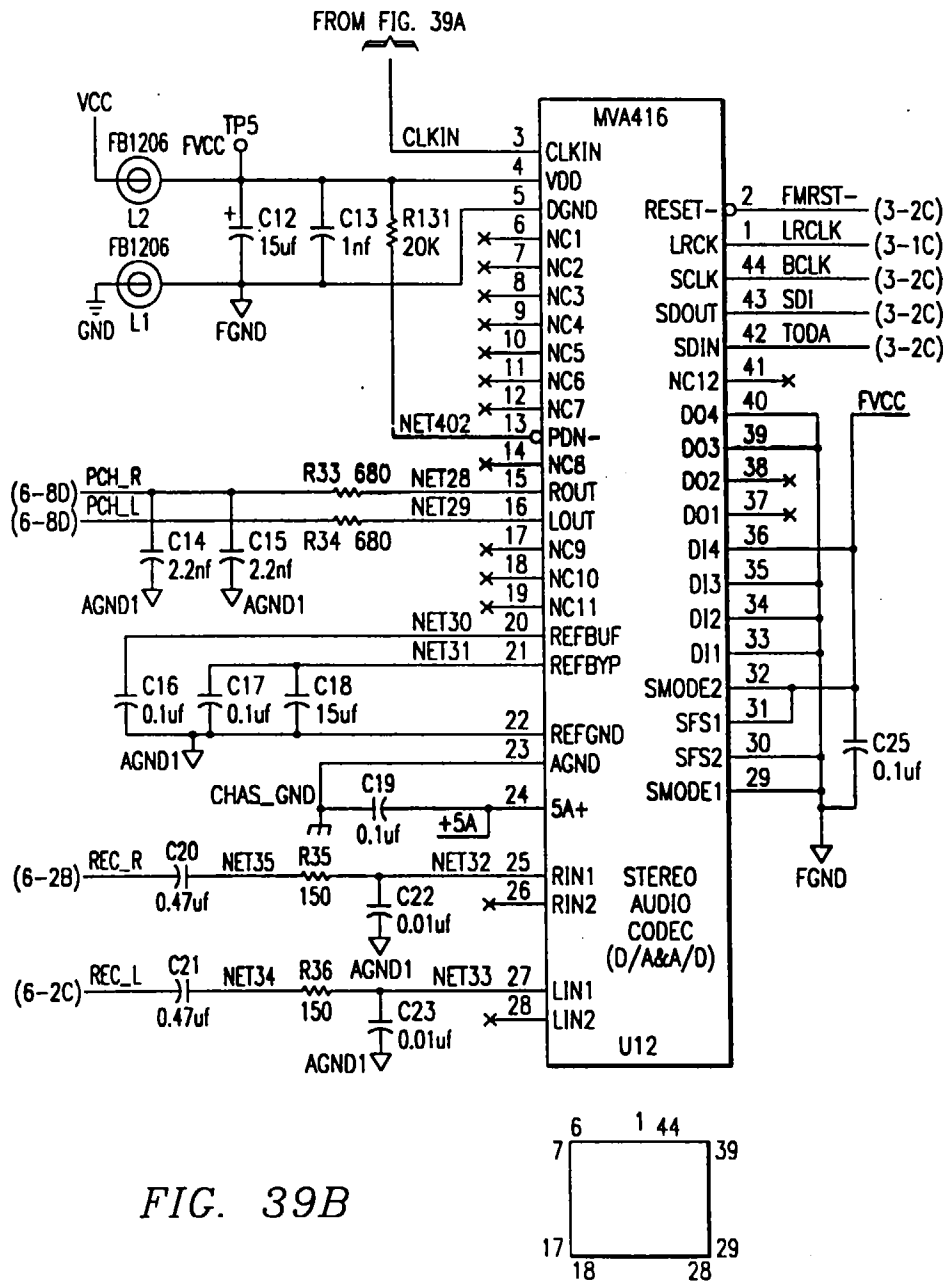 FROM FIG. 39A
VCC
FB1206
FVCC
TP5
L2
FB1206
L1
GND
FGND
C12
15uf
C13
1nf
R131
20K
CLKIN
NET402
MVA416
3 CLKIN
4 VDD
5 DGND
6 NC1
7 NC2
8 NC3
9 NC4
10 NC5
11 NC6
12 NC7
13 PDN-
14 NC8
15 ROUT
16 LOUT
17 NC9
18 NC10
19 NC11
20 REFBUF
21 REFBYP
22 REFGND
23 AGND
24 5A+
25 RIN1
26 RIN2
27 LIN1
28 LIN2
RESET- 2 FMRST- (3-2C)
LRCK 1 LRCLK (3-1C)
SCLK 44 BCLK (3-2C)
SDOUT 43 SDI (3-2C)
SDIN 42 TODA (3-2C)
NC12 41
DO4 40
DO3 39
DO2 38
DO1 37
DI4 36
DI3 35
DI2 34
DI1 33
SMODE2 32
SFS1 31
SFS2 30
SMODE1 29
FVCC
C25
0.1uf
FGND
STEREO
AUDIO
CODEC
(D/A&A/D)
U12
(6-8D) PCH_R R33 680 NET28
(6-8D) PCH_L R34 680 NET29
C14
2.2nf
C15
2.2nf
AGND1
AGND1
NET30
NET31
C16
0.1uf
C17
0.1uf
C18
15uf
AGND1
CHAS_GND
C19
0.1uf
+5A
(6-2B) REC_R C20 NET35 R35 NET32
0.47uf
150
C22
0.01uf
AGND1
(6-2C) REC_L C21 NET34 R36 NET33
0.47uf
150
C23
0.01uf
AGND1
6 1 44
7 39
17 29
18 28
FIG. 39B